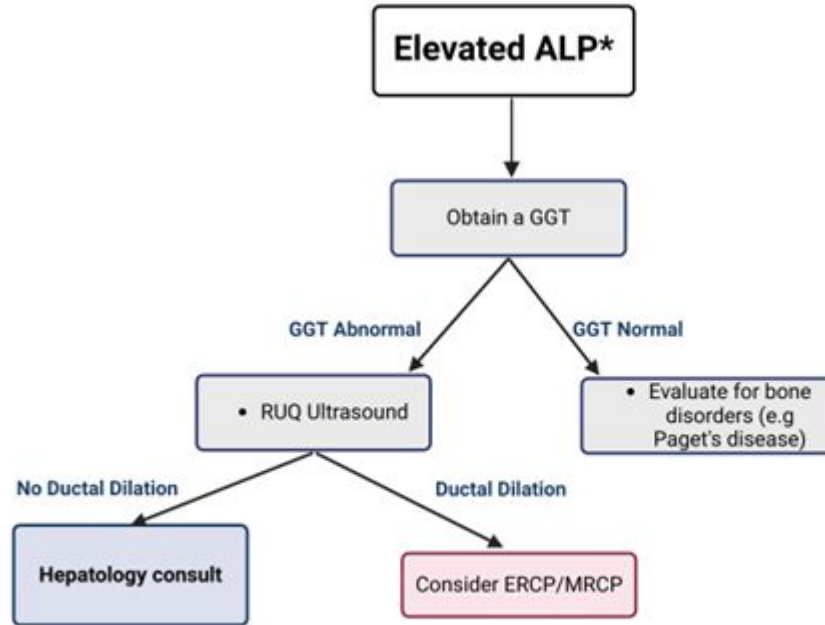 Elevated ALP*
Obtain a GGT
GGT Abnormal
GGT Normal
• RUQ Ultrasound
• Evaluate for bone
disorders (e.g
Paget's disease)
No Ductal Dilation
Ductal Dilation
Hepatology consult
Consider ERCP/MRCP